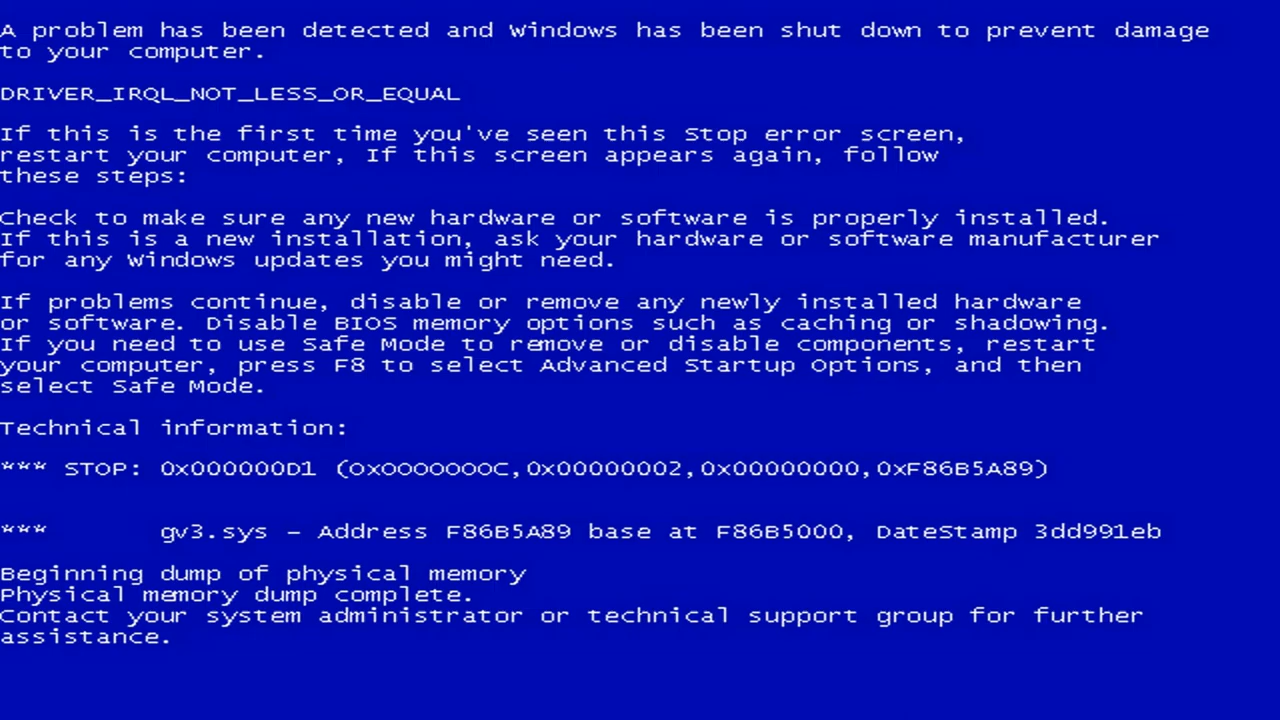 A problem has been detected and Windows has been shut down to prevent damage
to your computer.
DRIVER_IRQL_NOT_LESS_OR_EQUAL
If this is the first time you've seen this Stop error screen,
restart your computer, If this screen appears again, follow
these steps:
Check to make sure any new hardware or software is properly installed.
If this is a new installation, ask your hardware or software manufacturer
for any Windows updates you might need.
If problems continue, disable or remove any newly installed hardware
or software. Disable BIOS memory options such as caching or shadowing.
If you need to use Safe Mode to remove or disable components, restart
your computer, press F8 to select Advanced Startup Options, and then
select Safe Mode.
Technical information:
*** STOP: 0x000000D1 (0x0000000C,0x00000002,0x00000000,0xF86B5A89)
*** gv3.sys - Address F86B5A89 base at F86B5000, DateStamp 3dd991eb
Beginning dump of physical memory
Physical memory dump complete.
Contact your system administrator or technical support group for further
assistance.